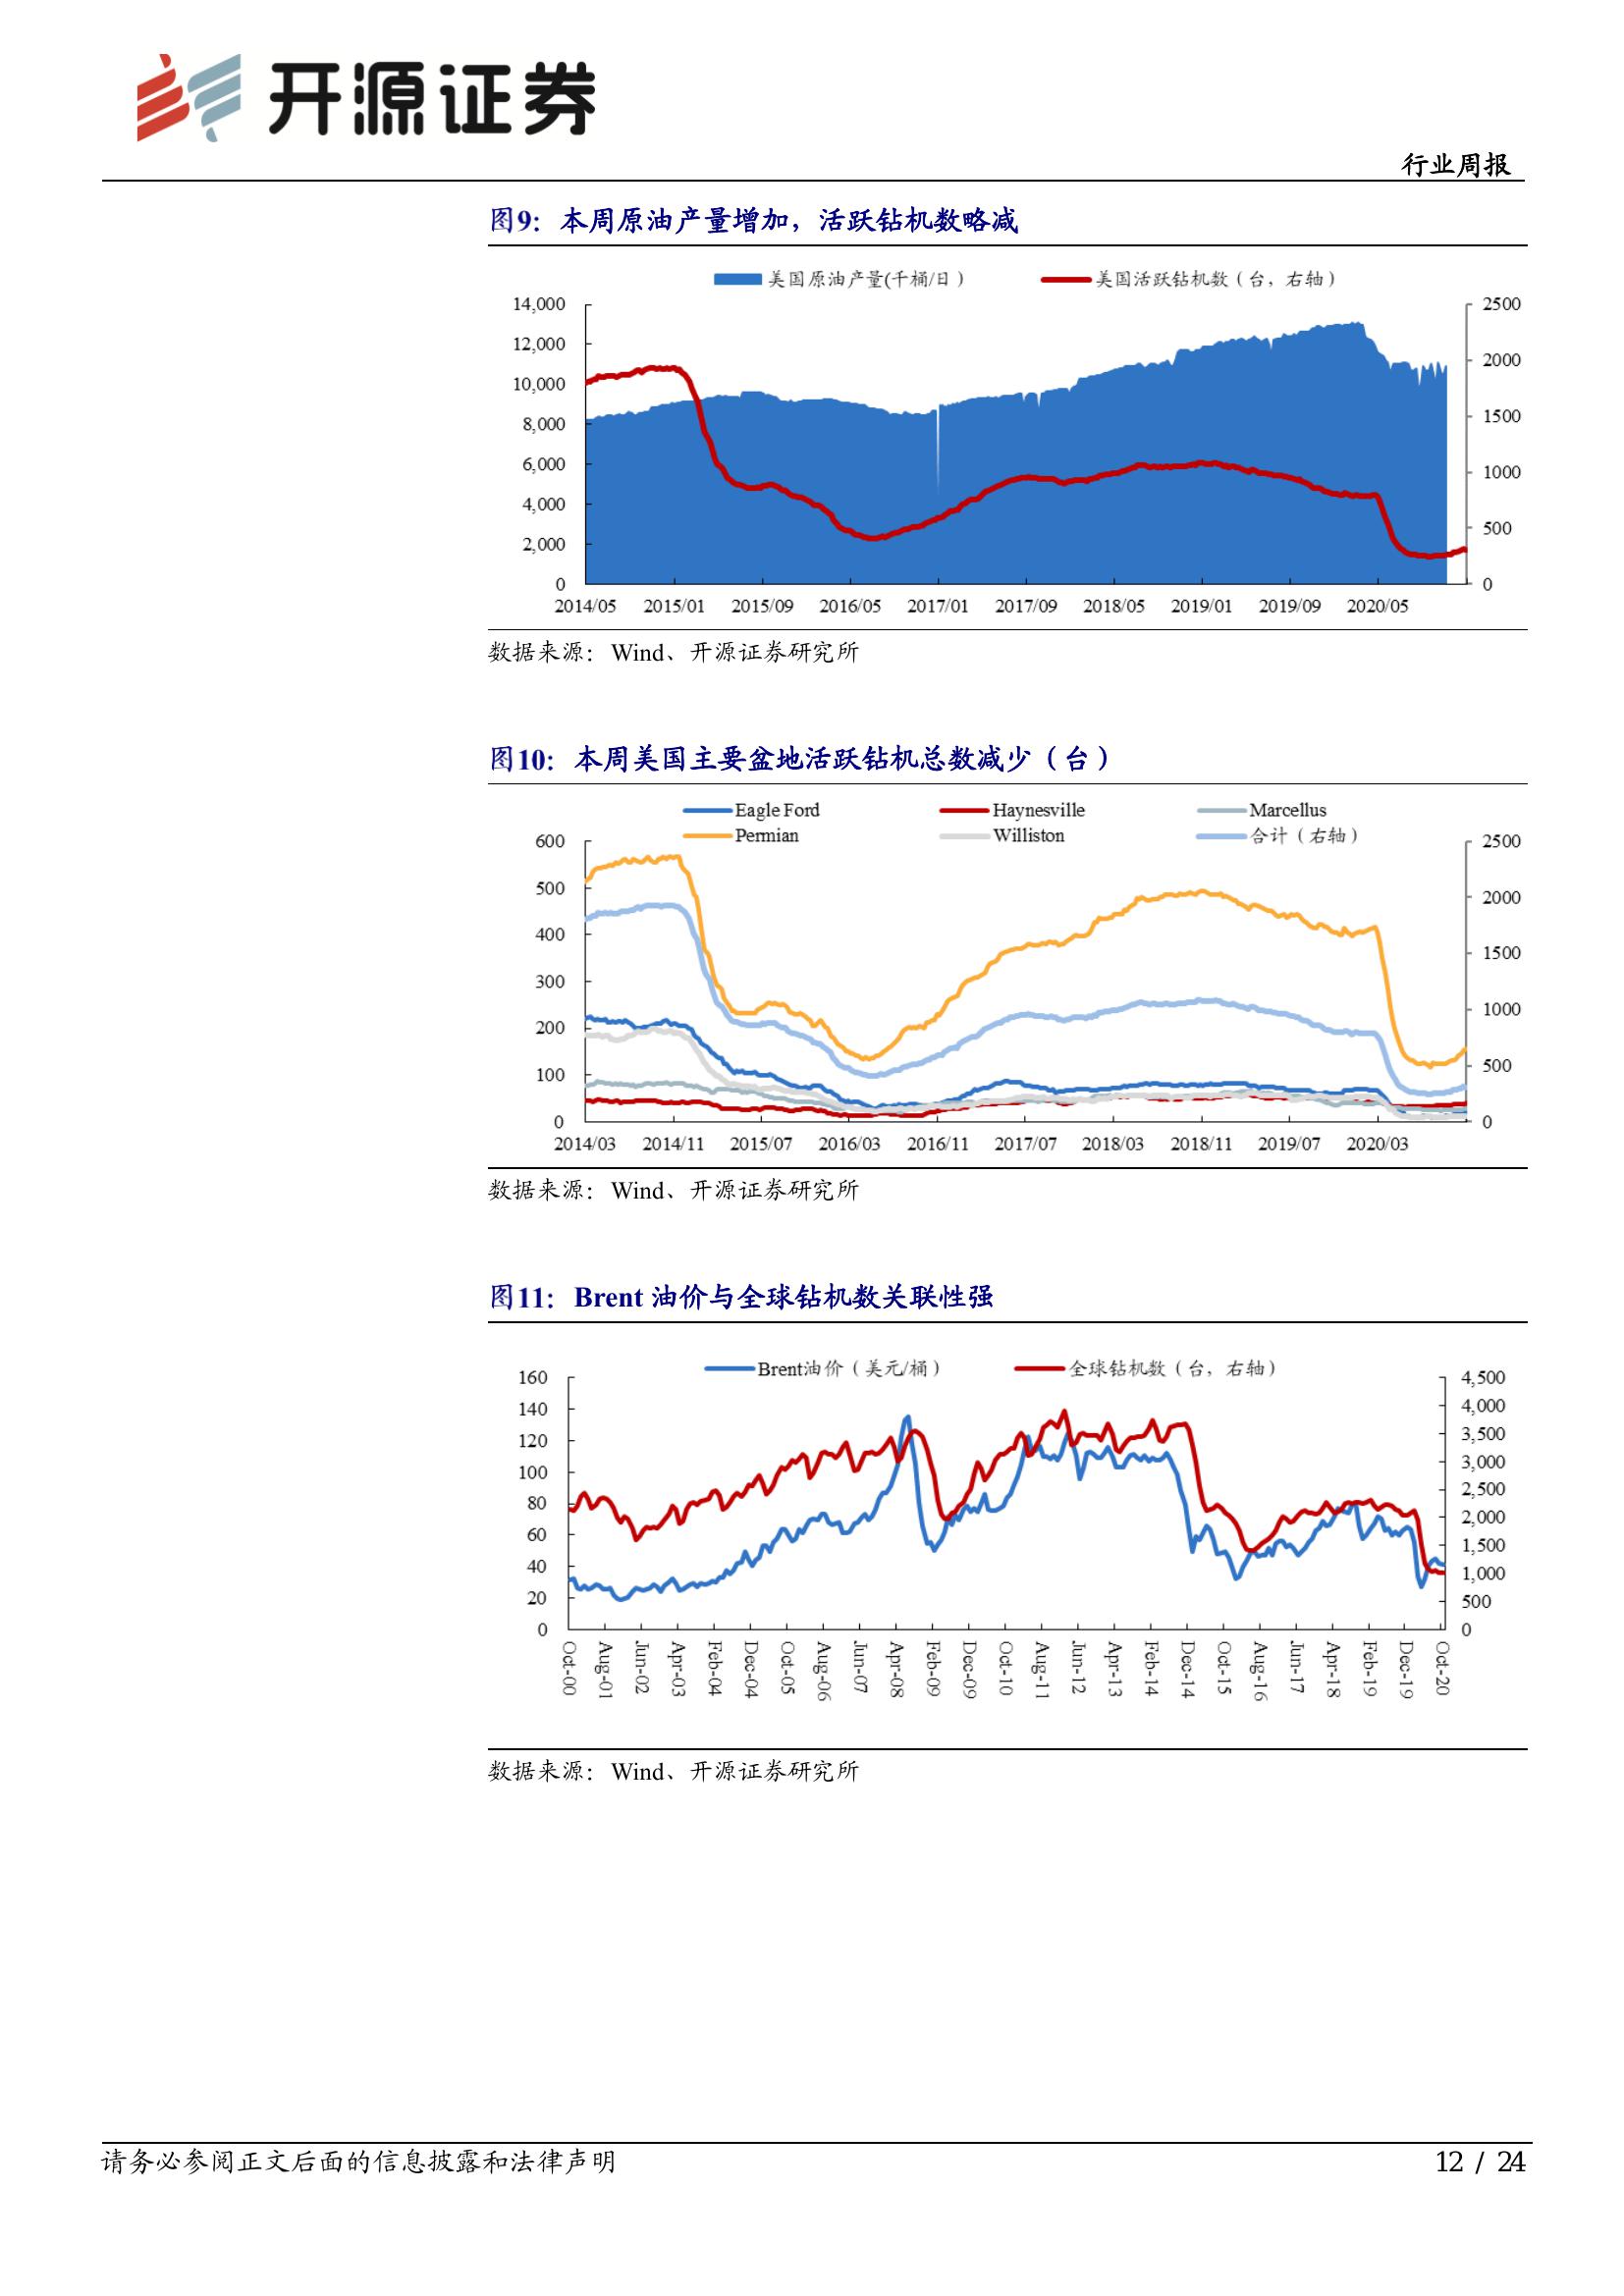 开源证券
行业周报
图9：本周原油产量增加，活跃钻机数略减
美国原油产量(千桶/日） 美国活跃钻机数（台，右轴）
14,000 2500
12,000 2000
10,000
8,000 1500
6,000 1000
4,000
2,000 500
0 0
2014/05 2015/01 2015/09 2016/05 2017/01 2017/09 2018/05 2019/01 2019/09 2020/05
数据来源：Wind、开源证券研究所
图10：本周美国主要盆地活跃钻机总数减少（台）
Eagle Ford Haynesville Marcellus
Permian Williston 合计（右轴）
600 2500
500 2000
400
300 1500
200 1000
100 500
0 0
2014/03 2014/11 2015/07 2016/03 2016/11 2017/07 2018/03 2018/11 2019/07 2020/03
数据来源：Wind、开源证券研究所
图11：Brent 油价与全球钻机数关联性强
Brent油价（美元/桶） 全球钻机数（台，右轴）
160 4,500
140 4,000
120 3,500
100 3,000
80 2,500
60 2,000
40 1,500
20 1,000
0 500
0
Oct-00 Aug-01 Jun-02 Apr-03 Feb-04 Dec-04 Oct-05 Aug-06 Jun-07 Apr-08 Feb-09 Dec-09 Oct-10 Aug-11 Jun-12 Apr-13 Feb-14 Dec-14 Oct-15 Aug-16 Jun-17 Apr-18 Feb-19 Dec-19 Oct-20
数据来源：Wind、开源证券研究所
请务必参阅正文后面的信息披露和法律声明 12 / 24